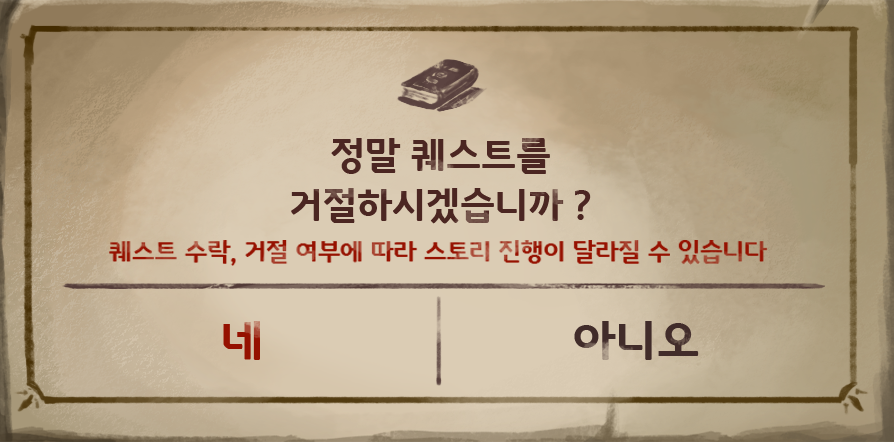 정말 퀘스트를
거절하시겠습니까 ?
퀘스트 수락, 거절 여부에 따라 스토리 진행이 달라질 수 있습니다
네
아니오